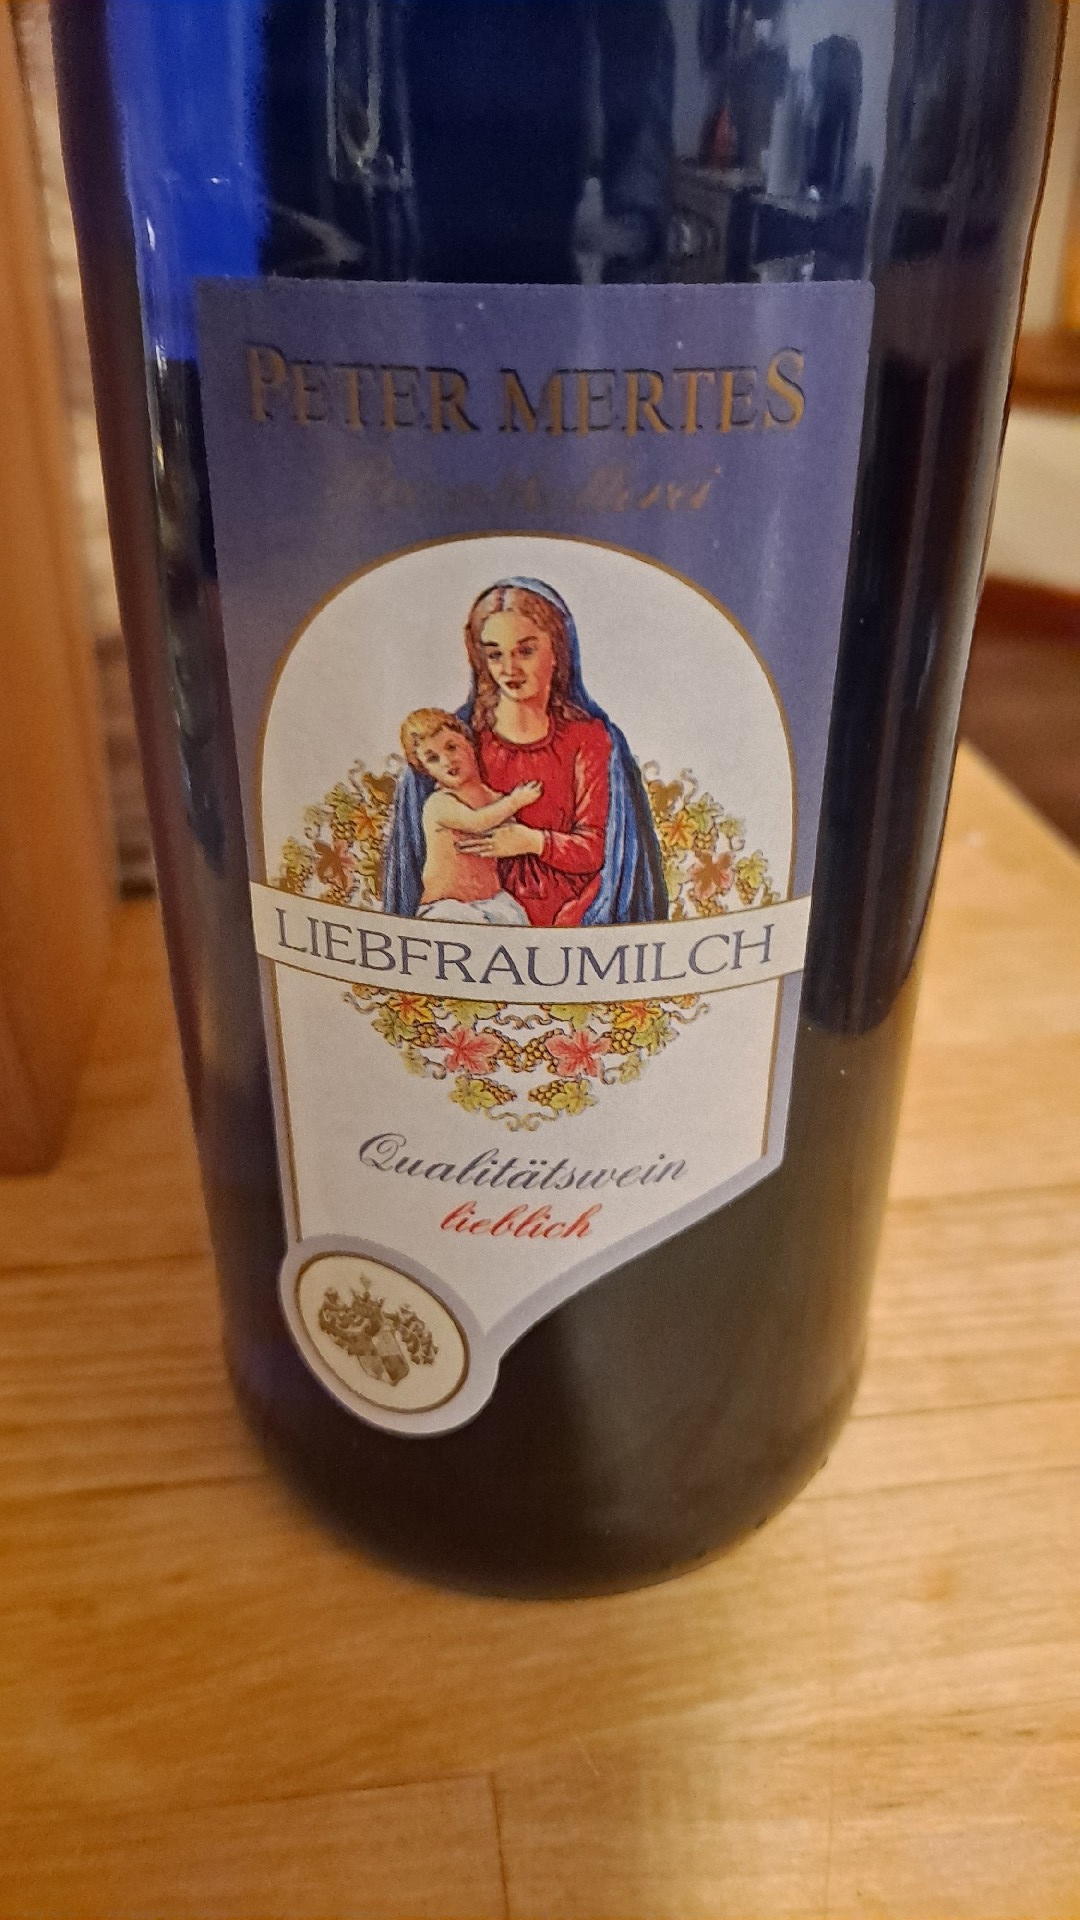 PETER MERTES
LIEBFRAUMILCH
Qualitätswein
lieblich